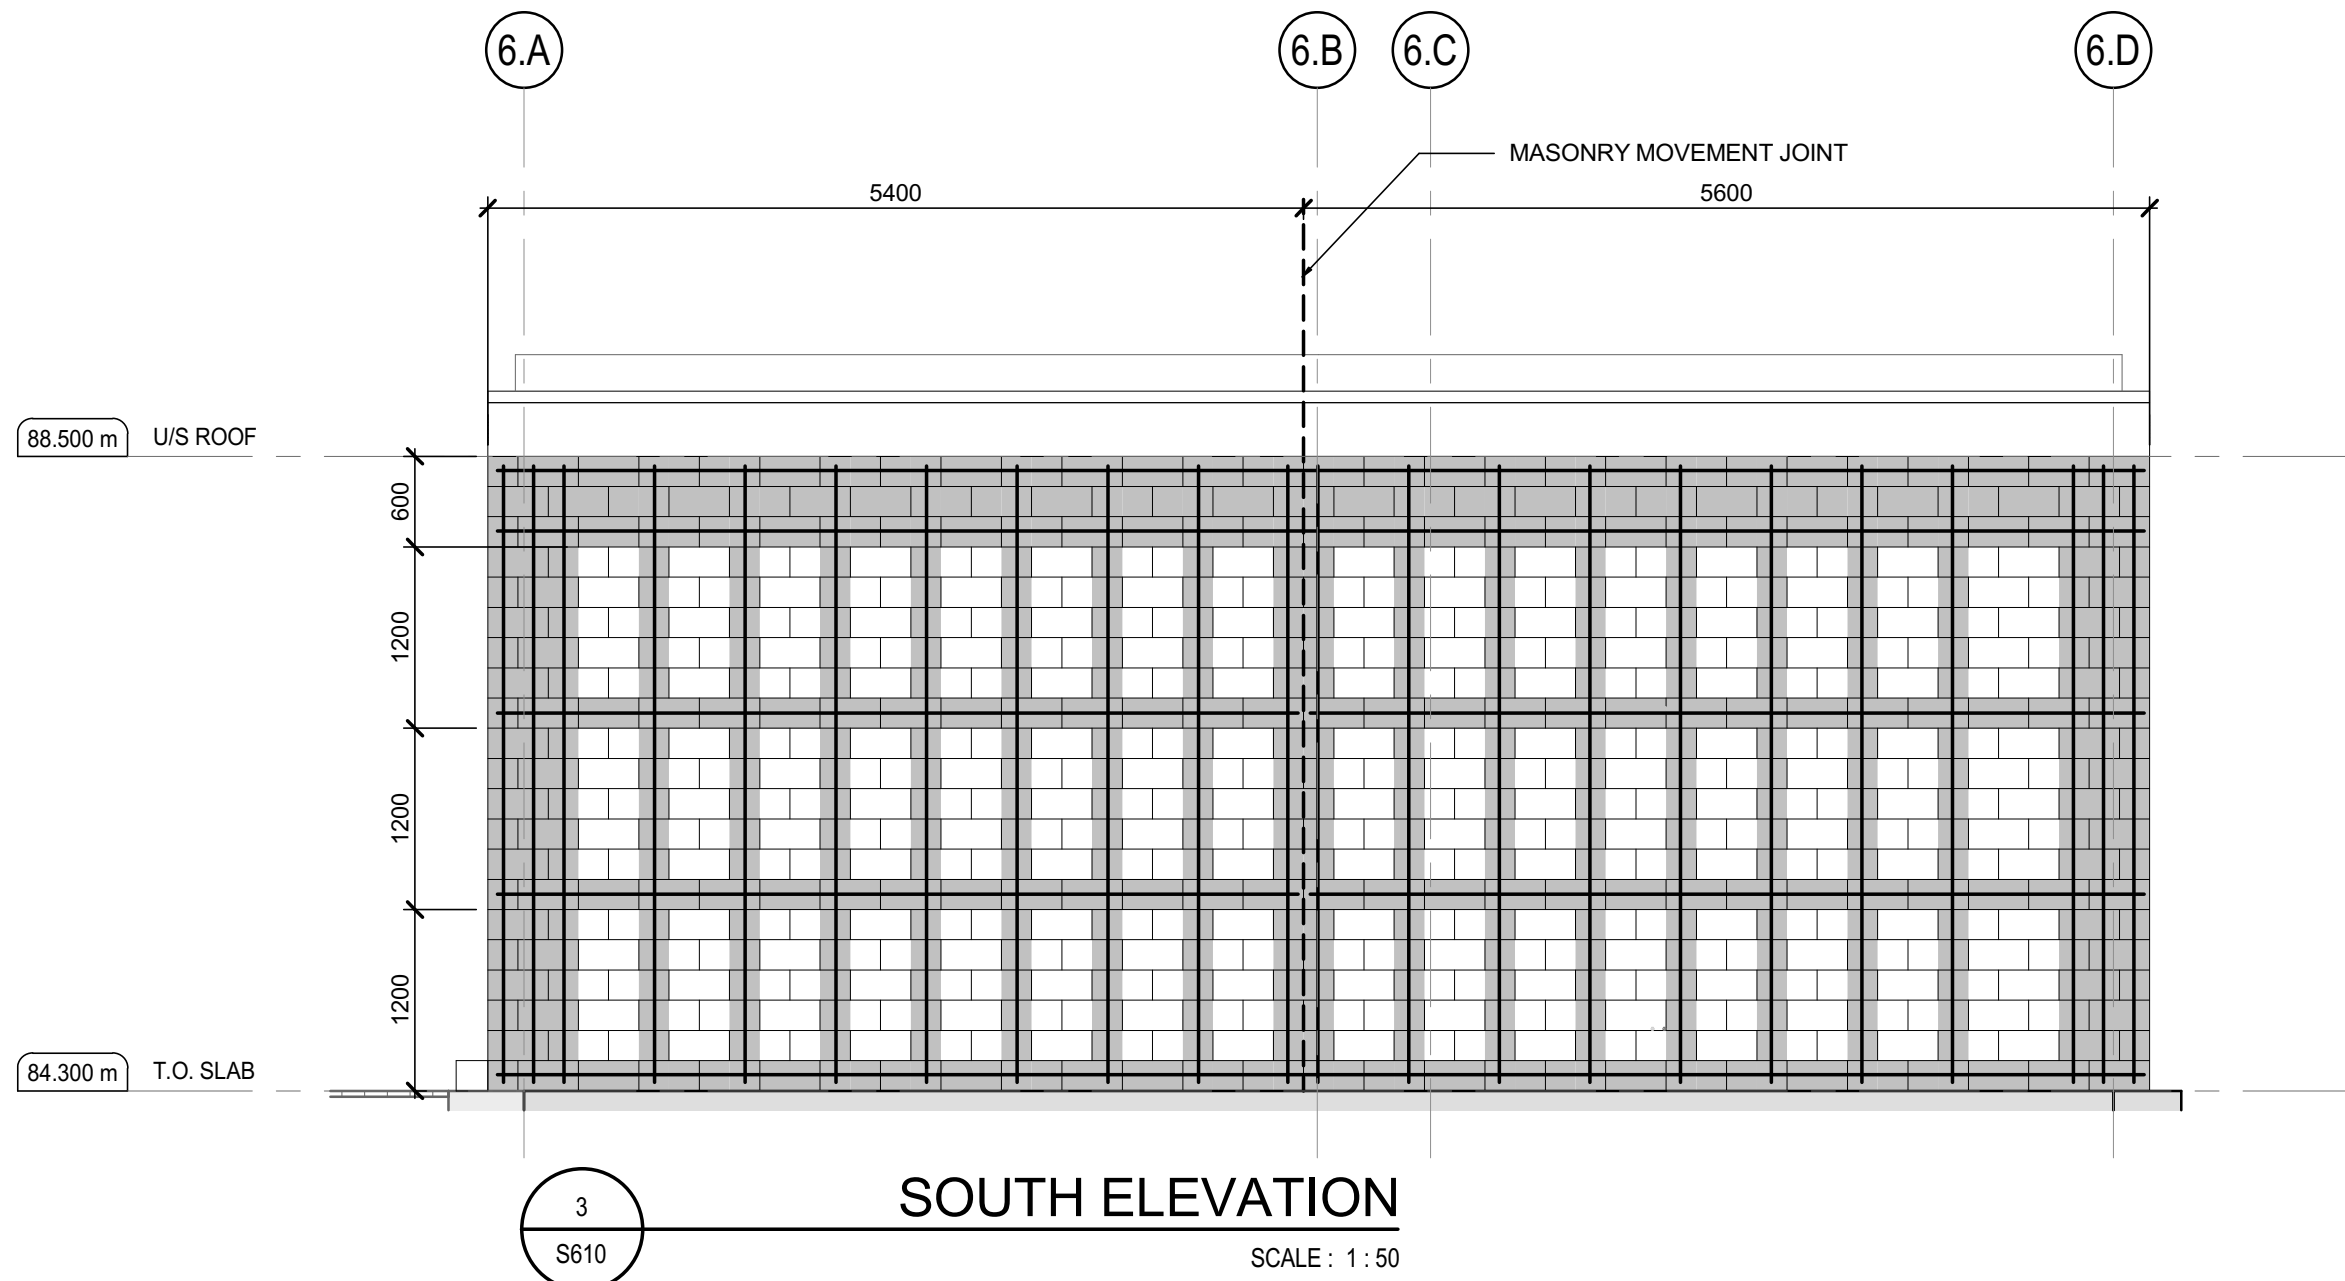 6.A
6.B
6.C
6.D
MASONRY MOVEMENT JOINT
5400
5600
88.500 m
U/S ROOF
600
1200
1200
1200
84.300 m
T.O. SLAB
3
S610
SOUTH ELEVATION
SCALE : 1 : 50